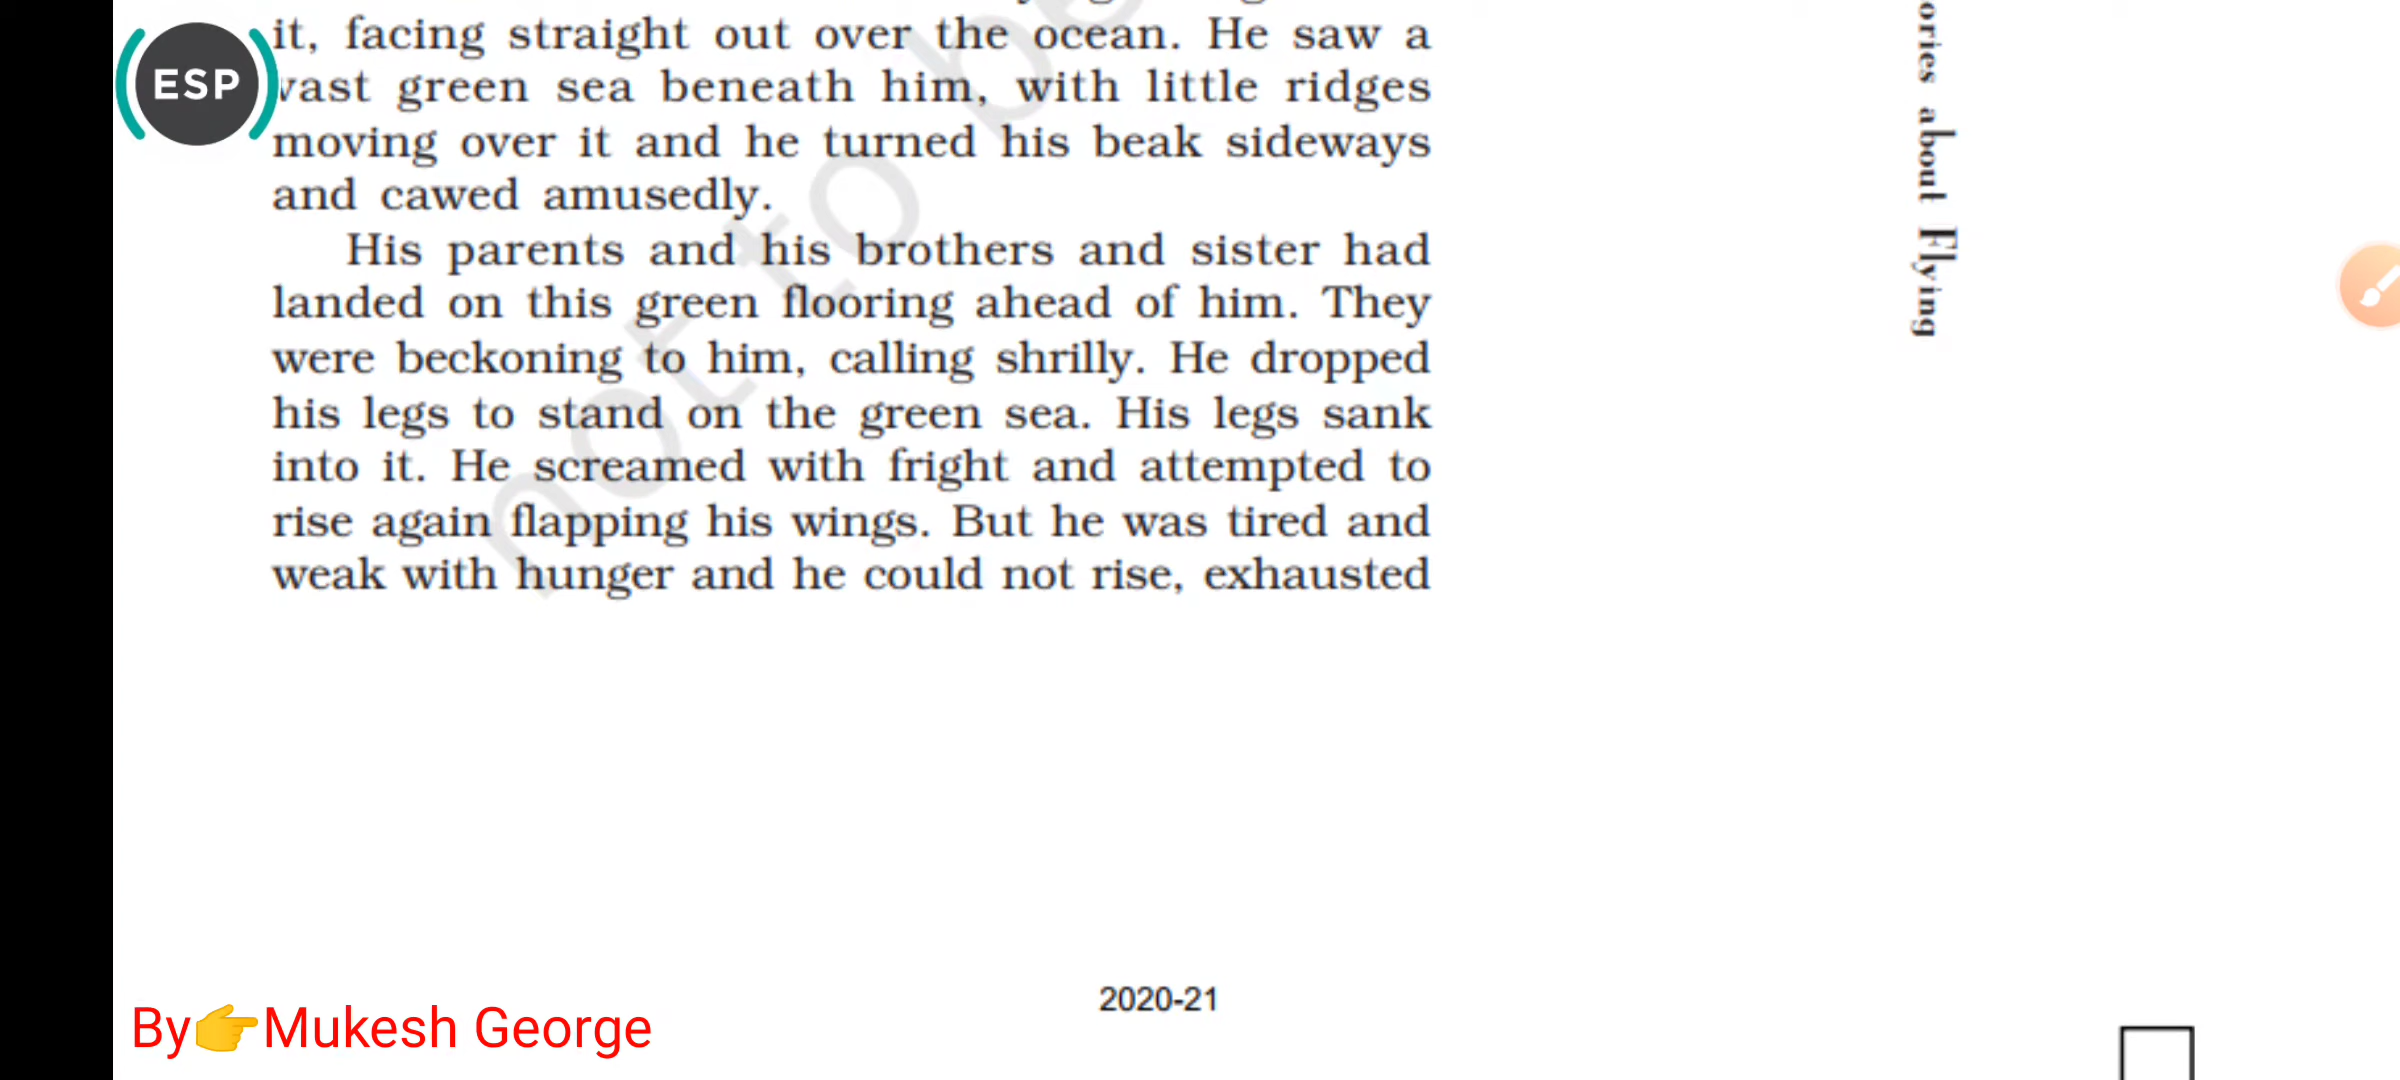 it, facing straight out over the ocean. He saw a
vast green sea beneath him, with little ridges
moving over it and he turned his beak sideways
and cawed amusedly.
His parents and his brothers and sister had
landed on this green flooring ahead of him. They
were beckoning to him, calling shrilly. He dropped
his legs to stand on the green sea. His legs sank
into it. He screamed with fright and attempted to
rise again flapping his wings. But he was tired and
weak with hunger and he could not rise, exhausted
ESP
ories about Flying
not to be
2020-21
By👉Mukesh George